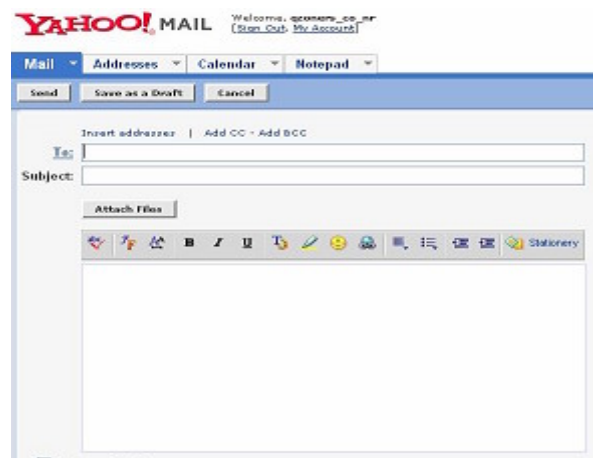 YAHOO! MAIL
Welcome,
[Sign Out, My Account]
Mail Addresses Calendar Notepad
Send Save as a Draft Cancel
Insert addresses | Add CC - Add BCC
To:
Subject:
Attach Files
B I U Stationery